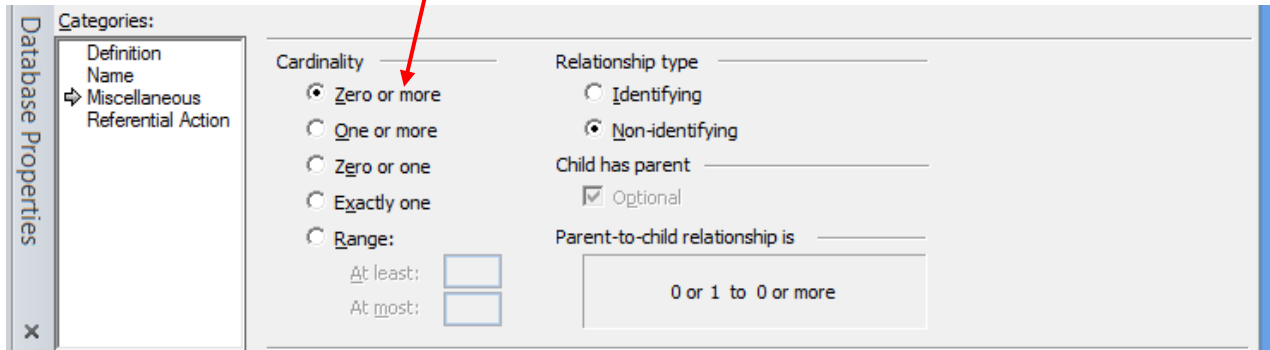 Database Properties
Categories:
Definition
Name
Miscellaneous
Referential Action
Cardinality
Zero or more
One or more
Zero or one
Exactly one
Range:
At least:
At most:
Relationship type
Identifying
Non-identifying
Child has parent
Optional
Parent-to-child relationship is
0 or 1 to 0 or more